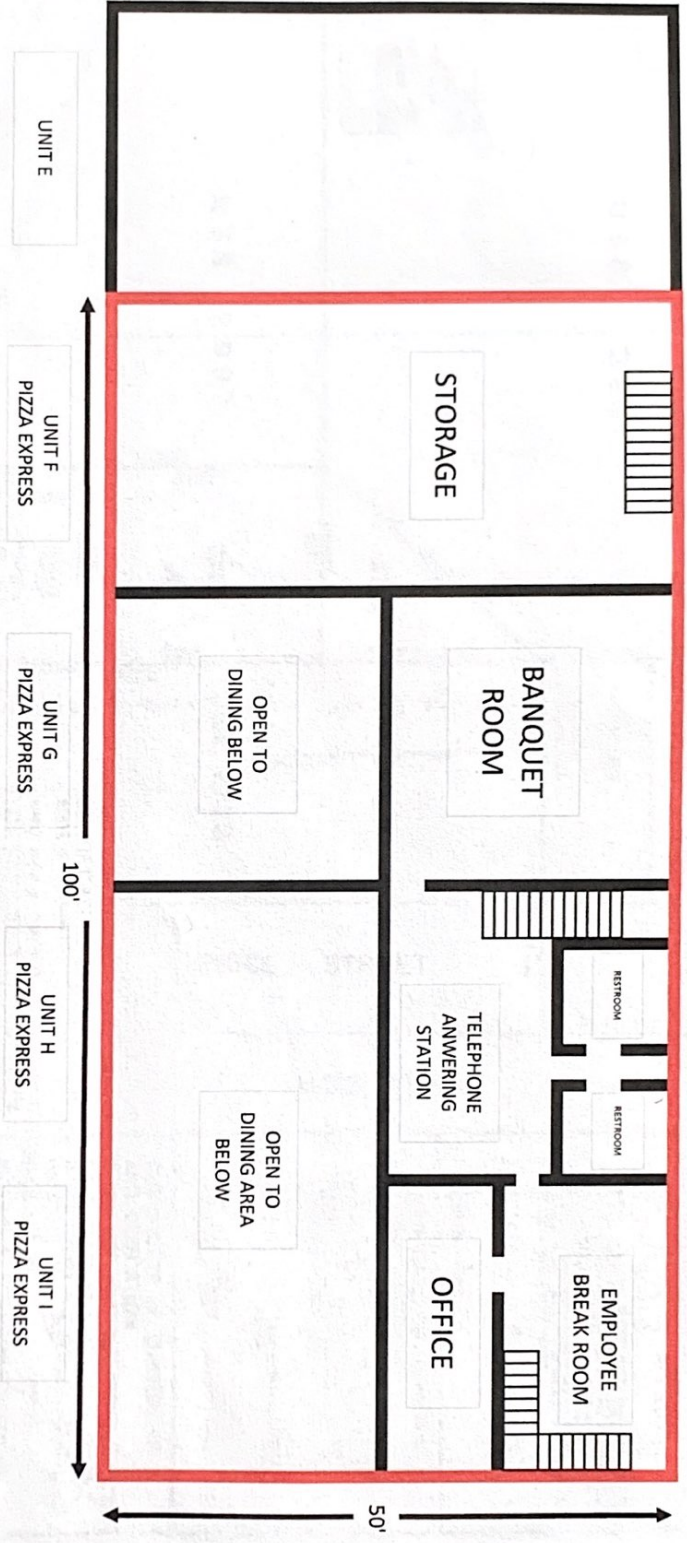 UNIT E
STORAGE
UNIT F
PIZZA EXPRESS
BANQUET
ROOM
OPEN TO
DINING BELOW
UNIT G
PIZZA EXPRESS
100'
RESTROOM
RESTROOM
TELEPHONE
ANWERING
STATION
OPEN TO
DINING AREA
BELOW
UNIT H
PIZZA EXPRESS
EMPLOYEE
BREAK ROOM
OFFICE
UNIT I
PIZZA EXPRESS
50'